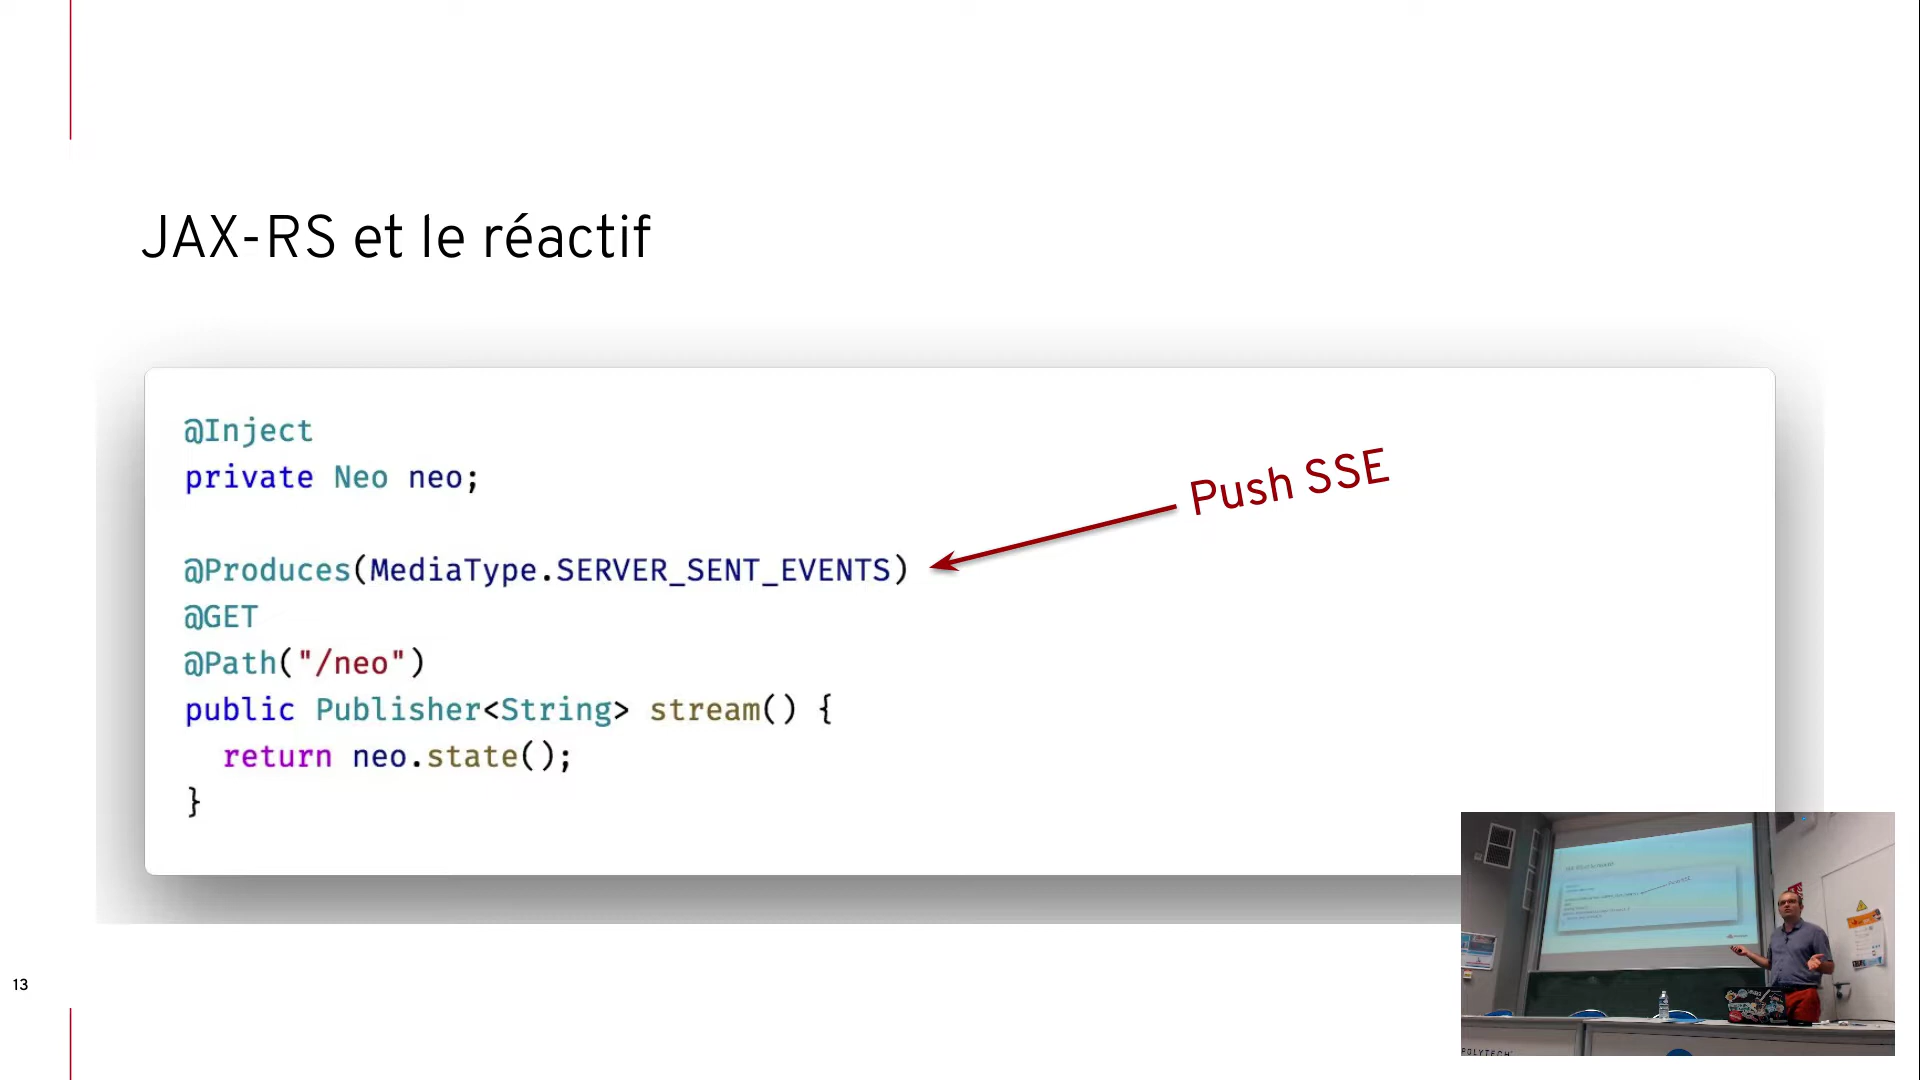 JAX-RS et le réactif
@Inject
private Neo neo;
Push SSE
@Produces(MediaType.SERVER_SENT_EVENTS)
@GET
@Path("/neo")
public Publisher<String> stream() {
return neo.state();
}
13
POLYTECH